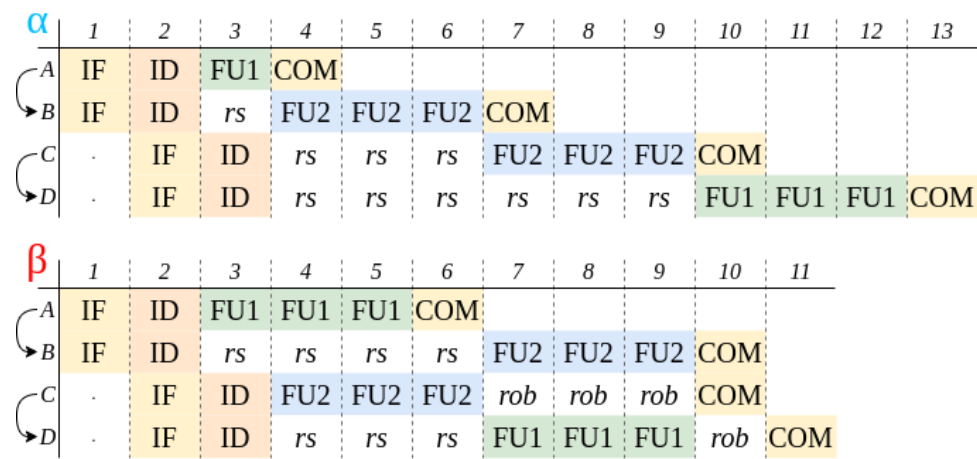 α 1 2 3 4 5 6 7 8 9 10 11 12 13
A IF ID FU1 COM
B IF ID rs FU2 FU2 FU2 COM
C . IF ID rs rs rs FU2 FU2 FU2 COM
D . IF ID rs rs rs rs rs rs FU1 FU1 FU1 COM
β 1 2 3 4 5 6 7 8 9 10 11
A IF ID FU1 FU1 FU1 COM
B IF ID rs rs rs rs FU2 FU2 FU2 COM
C . IF ID FU2 FU2 FU2 rob rob rob COM
D . IF ID rs rs rs FU1 FU1 FU1 rob COM